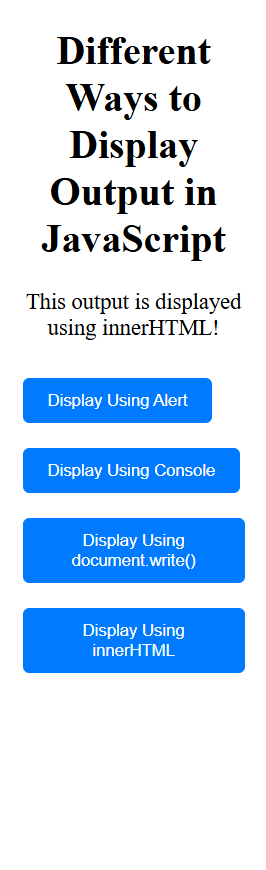 Different
Ways to
Display
Output in
JavaScript
This output is displayed
using innerHTML!
Display Using Alert
Display Using Console
Display Using
document.write()
Display Using
innerHTML